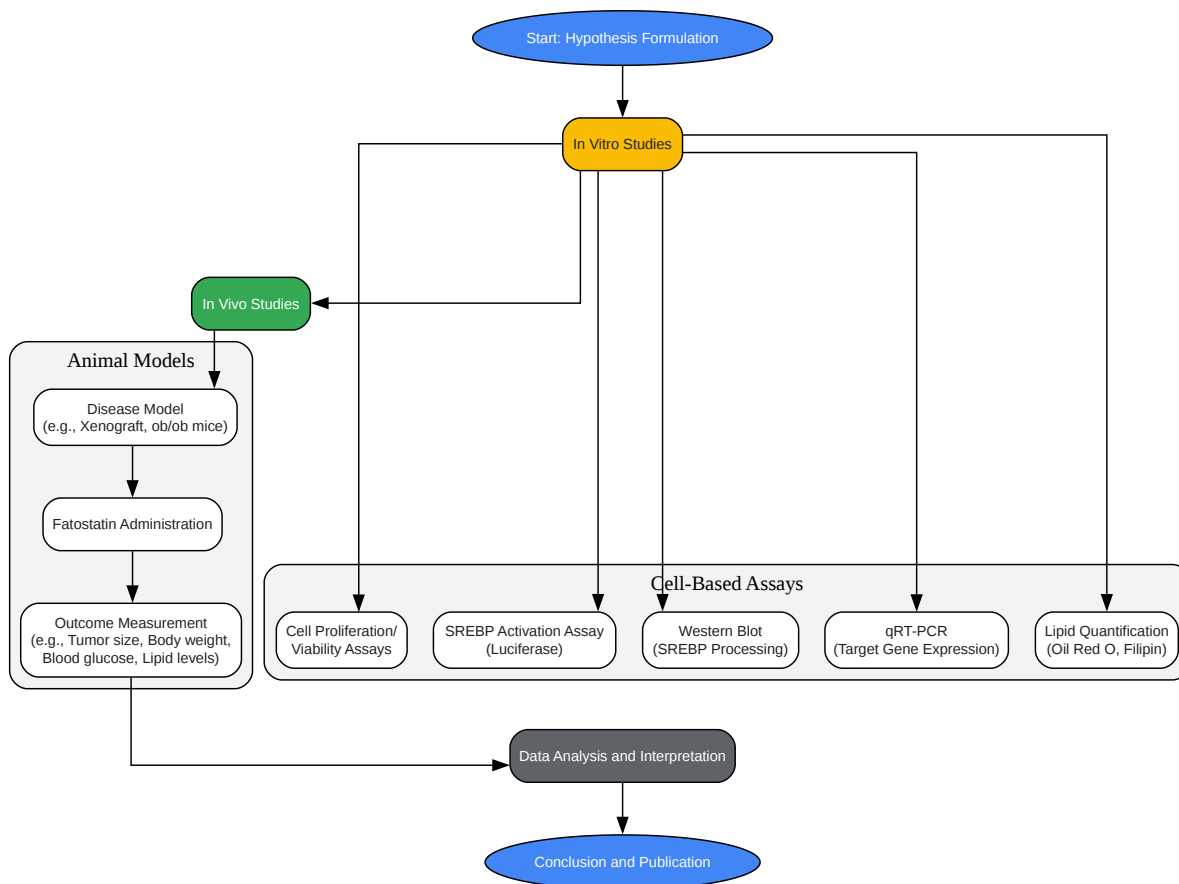 Start: Hypothesis Formulation
In Vitro Studies
In Vivo Studies
Animal Models
Disease Model
(e.g., Xenograft, ob/ob mice)
Fatostatin Administration
Outcome Measurement
(e.g., Tumor size, Body weight,
Blood glucose, Lipid levels)
Cell-Based Assays
Cell Proliferation/
Viability Assays
SREBP Activation Assay
(Luciferase)
Western Blot
(SREBP Processing)
qRT-PCR
(Target Gene Expression)
Lipid Quantification
(Oil Red O, Filipin)
Data Analysis and Interpretation
Conclusion and Publication